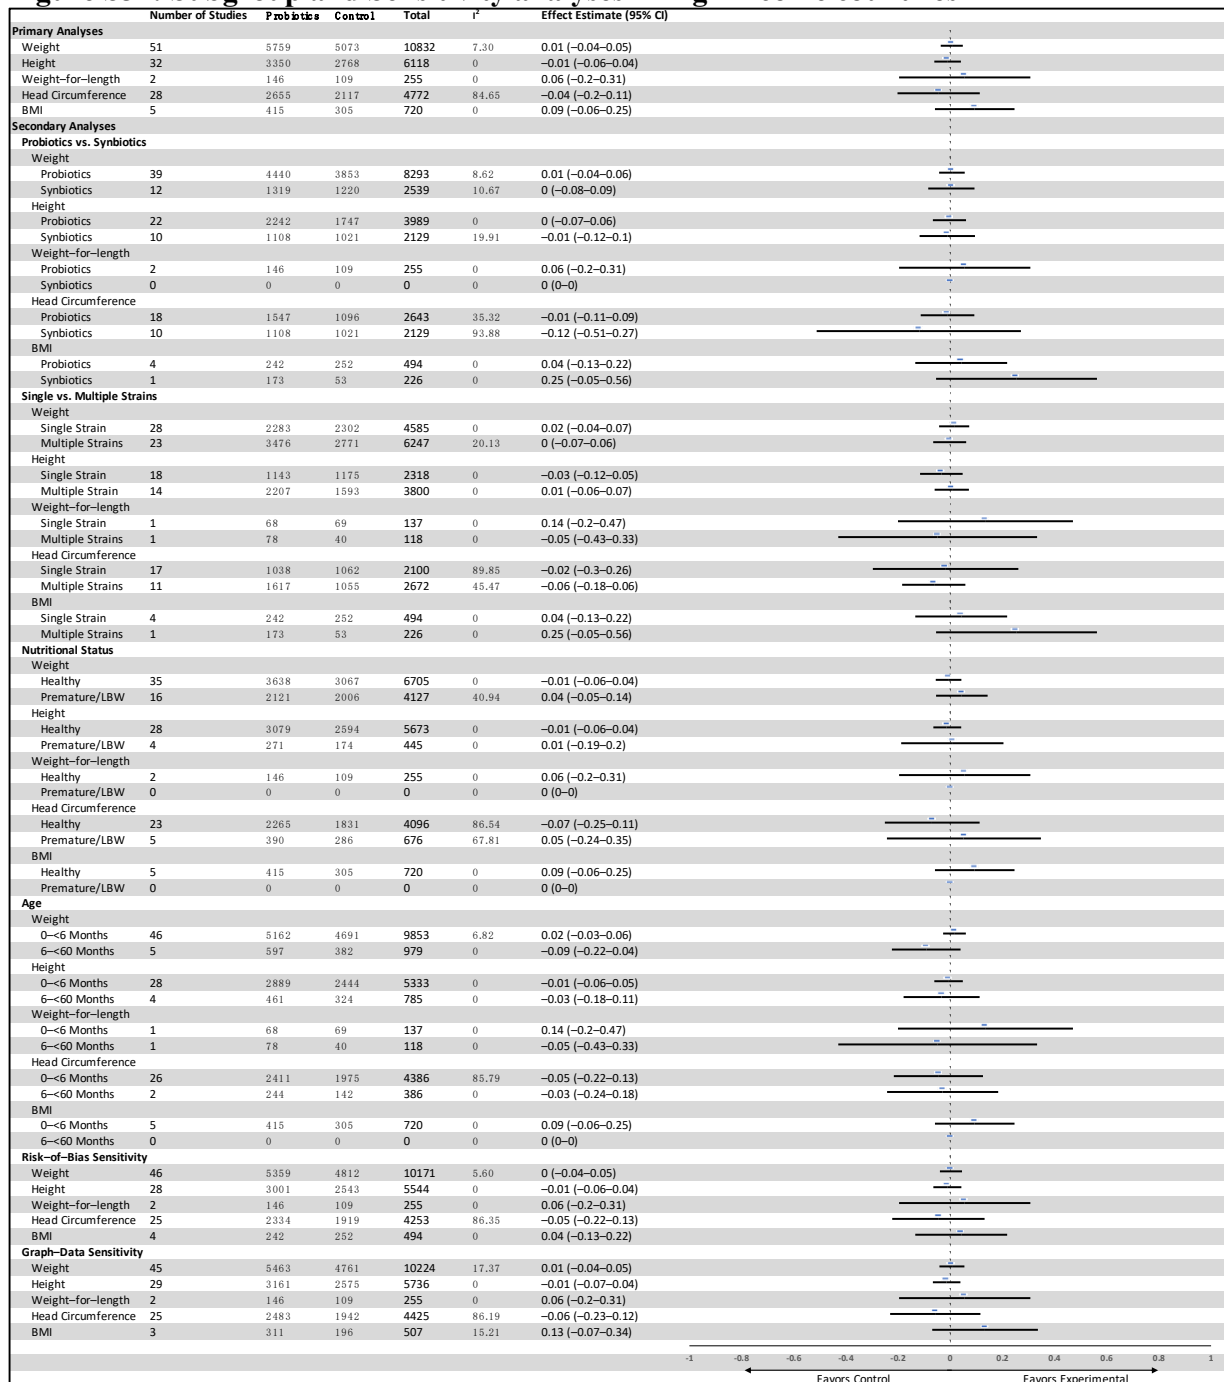 Number of Studies Probiotics Control Total I² Effect Estimate (95% CI)
Primary Analyses
Weight 51 5759 5073 10832 7.30 0.01 (−0.04–0.05)
Height 32 3350 2768 6118 0 −0.01 (−0.06–0.04)
Weight–for–length 2 146 109 255 0 0.06 (−0.2–0.31)
Head Circumference 28 2655 2117 4772 84.65 −0.04 (−0.2–0.11)
BMI 5 415 305 720 0 0.09 (−0.06–0.25)
Secondary Analyses
Probiotics vs. Synbiotics
Weight
Probiotics 39 4440 3853 8293 8.62 0.01 (−0.04–0.06)
Synbiotics 12 1319 1220 2539 10.67 0 (−0.08–0.09)
Height
Probiotics 22 2242 1747 3989 0 0 (−0.07–0.06)
Synbiotics 10 1108 1021 2129 19.91 −0.01 (−0.12–0.1)
Weight–for–length
Probiotics 2 146 109 255 0 0.06 (−0.2–0.31)
Synbiotics 0 0 0 0 0 0 (0–0)
Head Circumference
Probiotics 18 1547 1096 2643 35.32 −0.01 (−0.11–0.09)
Synbiotics 10 1108 1021 2129 93.88 −0.12 (−0.51–0.27)
BMI
Probiotics 4 242 252 494 0 0.04 (−0.13–0.22)
Synbiotics 1 173 53 226 0 0.25 (−0.05–0.56)
Single vs. Multiple Strains
Weight
Single Strain 28 2283 2302 4585 0 0.02 (−0.04–0.07)
Multiple Strains 23 3476 2771 6247 20.13 0 (−0.07–0.06)
Height
Single Strain 18 1143 1175 2318 0 −0.03 (−0.12–0.05)
Multiple Strain 14 2207 1593 3800 0 0.01 (−0.06–0.07)
Weight–for–length
Single Strain 1 68 69 137 0 0.14 (−0.2–0.47)
Multiple Strains 1 78 40 118 0 −0.05 (−0.43–0.33)
Head Circumference
Single Strain 17 1038 1062 2100 89.85 −0.02 (−0.3–0.26)
Multiple Strains 11 1617 1055 2672 45.47 −0.06 (−0.18–0.06)
BMI
Single Strain 4 242 252 494 0 0.04 (−0.13–0.22)
Multiple Strains 1 173 53 226 0 0.25 (−0.05–0.56)
Nutritional Status
Weight
Healthy 35 3638 3067 6705 0 −0.01 (−0.06–0.04)
Premature/LBW 16 2121 2006 4127 40.94 0.04 (−0.05–0.14)
Height
Healthy 28 3079 2594 5673 0 −0.01 (−0.06–0.04)
Premature/LBW 4 271 174 445 0 0.01 (−0.19–0.2)
Weight–for–length
Healthy 2 146 109 255 0 0.06 (−0.2–0.31)
Premature/LBW 0 0 0 0 0 0 (0–0)
Head Circumference
Healthy 23 2265 1831 4096 86.54 −0.07 (−0.25–0.11)
Premature/LBW 5 390 286 676 67.81 0.05 (−0.24–0.35)
BMI
Healthy 5 415 305 720 0 0.09 (−0.06–0.25)
Premature/LBW 0 0 0 0 0 0 (0–0)
Age
Weight
0–<6 Months 46 5162 4691 9853 6.82 0.02 (−0.03–0.06)
6–<60 Months 5 597 382 979 0 −0.09 (−0.22–0.04)
Height
0–<6 Months 28 2889 2444 5333 0 −0.01 (−0.06–0.05)
6–<60 Months 4 461 324 785 0 −0.03 (−0.18–0.11)
Weight–for–length
0–<6 Months 1 68 69 137 0 0.14 (−0.2–0.47)
6–<60 Months 1 78 40 118 0 −0.05 (−0.43–0.33)
Head Circumference
0–<6 Months 26 2411 1975 4386 85.79 −0.05 (−0.22–0.13)
6–<60 Months 2 244 142 386 0 −0.03 (−0.24–0.18)
BMI
0–<6 Months 5 415 305 720 0 0.09 (−0.06–0.25)
6–<60 Months 0 0 0 0 0 0 (0–0)
Risk–of–Bias Sensitivity
Weight 46 5359 4812 10171 5.60 0 (−0.04–0.05)
Height 28 3001 2543 5544 0 −0.01 (−0.06–0.04)
Weight–for–length 2 146 109 255 0 0.06 (−0.2–0.31)
Head Circumference 25 2334 1919 4253 86.35 −0.05 (−0.22–0.13)
BMI 4 242 252 494 0 0.04 (−0.13–0.22)
Graph–Data Sensitivity
Weight 45 5463 4761 10224 17.37 0.01 (−0.04–0.05)
Height 29 3161 2575 5736 0 −0.01 (−0.07–0.04)
Weight–for–length 2 146 109 255 0 0.06 (−0.2–0.31)
Head Circumference 25 2483 1942 4425 86.19 −0.06 (−0.23–0.12)
BMI 3 311 196 507 15.21 0.13 (−0.07–0.34)
-1 -0.8 -0.6 -0.4 -0.2 0 0.2 0.4 0.6 0.8 1
Favors Control Favors Experimental